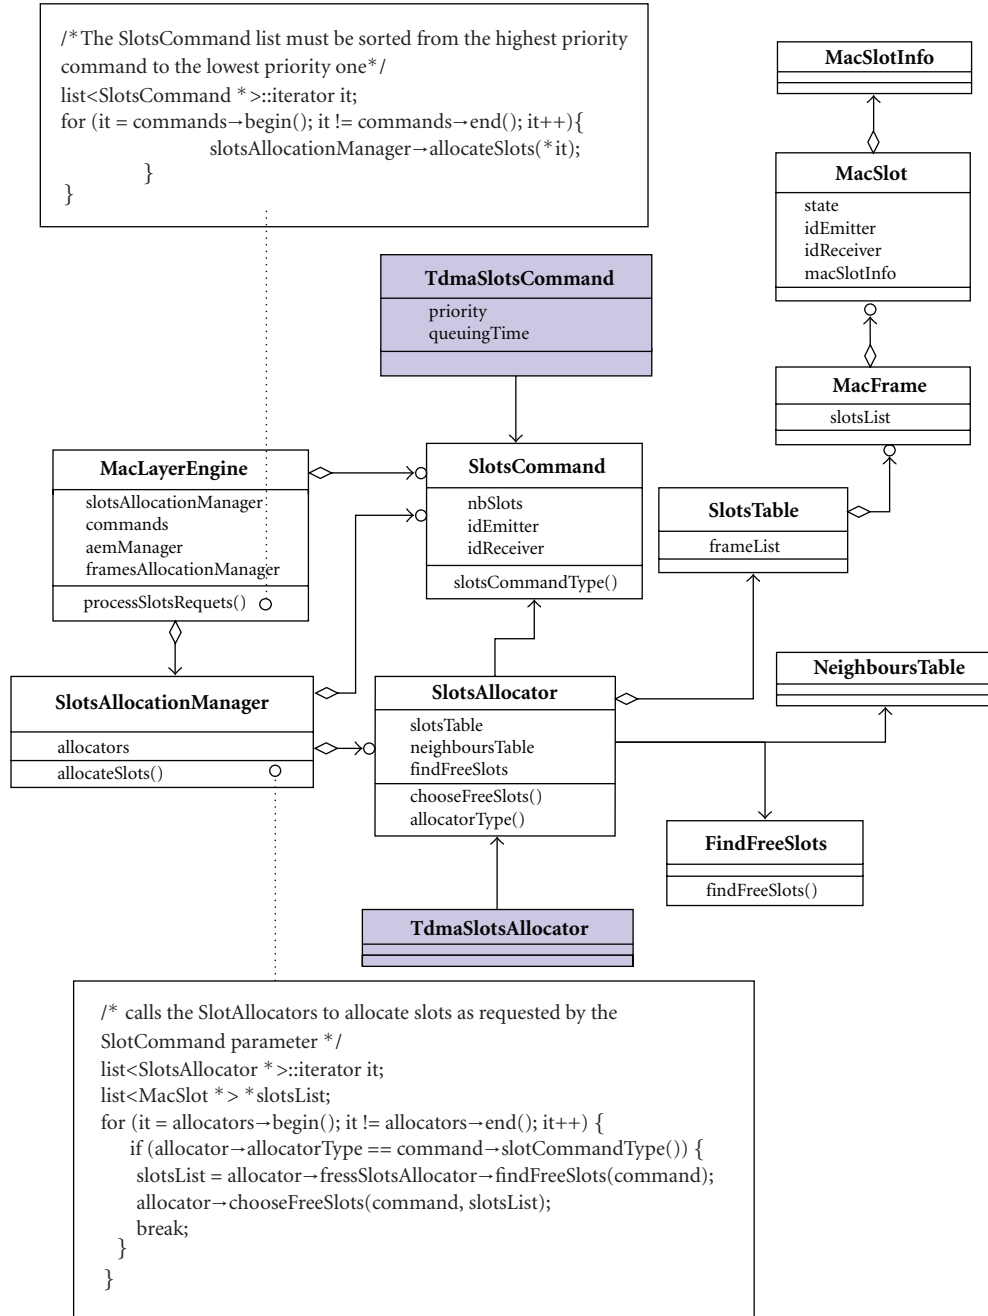 /*The SlotsCommand list must be sorted from the highest priority
command to the lowest priority one*/
list<SlotsCommand *>::iterator it;
for (it = commands→begin(); it != commands→end(); it++){
slotsAllocationManager→allocateSlots(*it);
}
}
MacSlotInfo
MacSlot
state
idEmitter
idReceiver
macSlotInfo
TdmaSlotsCommand
priority
queuingTime
MacFrame
slotsList
MacLayerEngine
slotsAllocationManager
commands
aemManager
framesAllocationManager
processSlotsRequets()
SlotsCommand
nbSlots
idEmitter
idReceiver
slotsCommandType()
SlotsTable
frameList
SlotsAllocationManager
allocators
allocateSlots()
SlotsAllocator
slotsTable
neighboursTable
findFreeSlots
chooseFreeSlots()
allocatorType()
NeighboursTable
FindFreeSlots
findFreeSlots()
TdmaSlotsAllocator
/* calls the SlotAllocators to allocate slots as requested by the
SlotCommand parameter */
list<SlotsAllocator *>::iterator it;
list<MacSlot *> *slotsList;
for (it = allocators→begin(); it != allocators→end(); it++) {
if (allocator→allocatorType == command→slotCommandType()) {
slotsList = allocator→fressSlotsAllocator→findFreeSlots(command);
allocator→chooseFreeSlots(command, slotsList);
break;
}
}